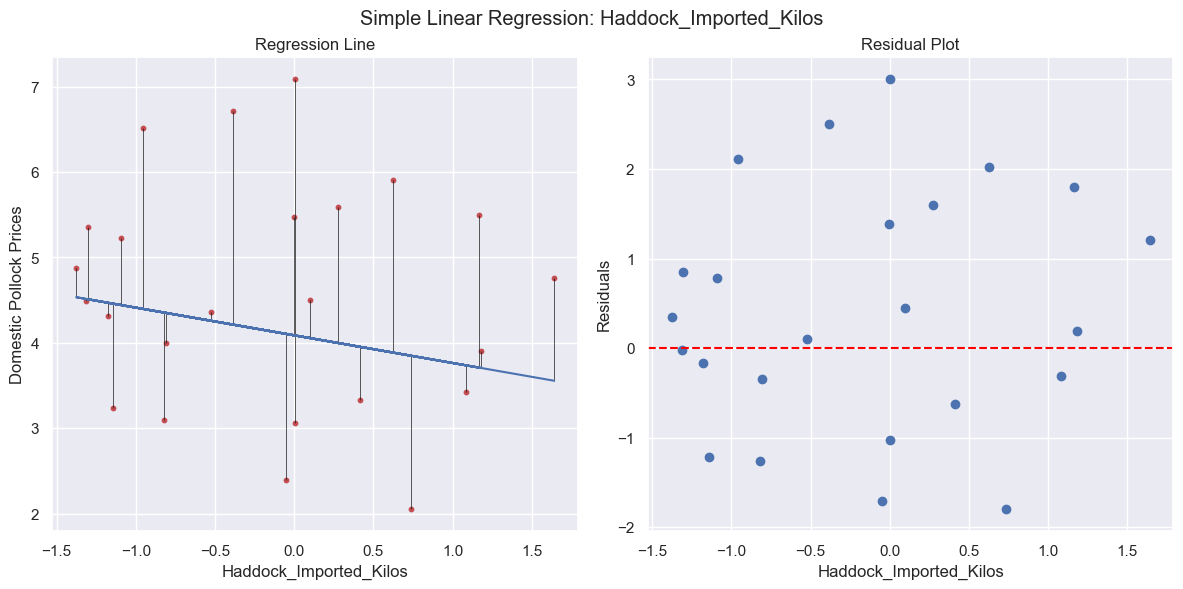 Simple Linear Regression: Haddock_Imported_Kilos
Regression Line
Residual Plot
Domestic Pollock Prices
7
6
5
4
3
2
−1.5 −1.0 −0.5 0.0 0.5 1.0 1.5
Haddock_Imported_Kilos
Residuals
3
2
1
0
−1
−2
−1.5 −1.0 −0.5 0.0 0.5 1.0 1.5
Haddock_Imported_Kilos